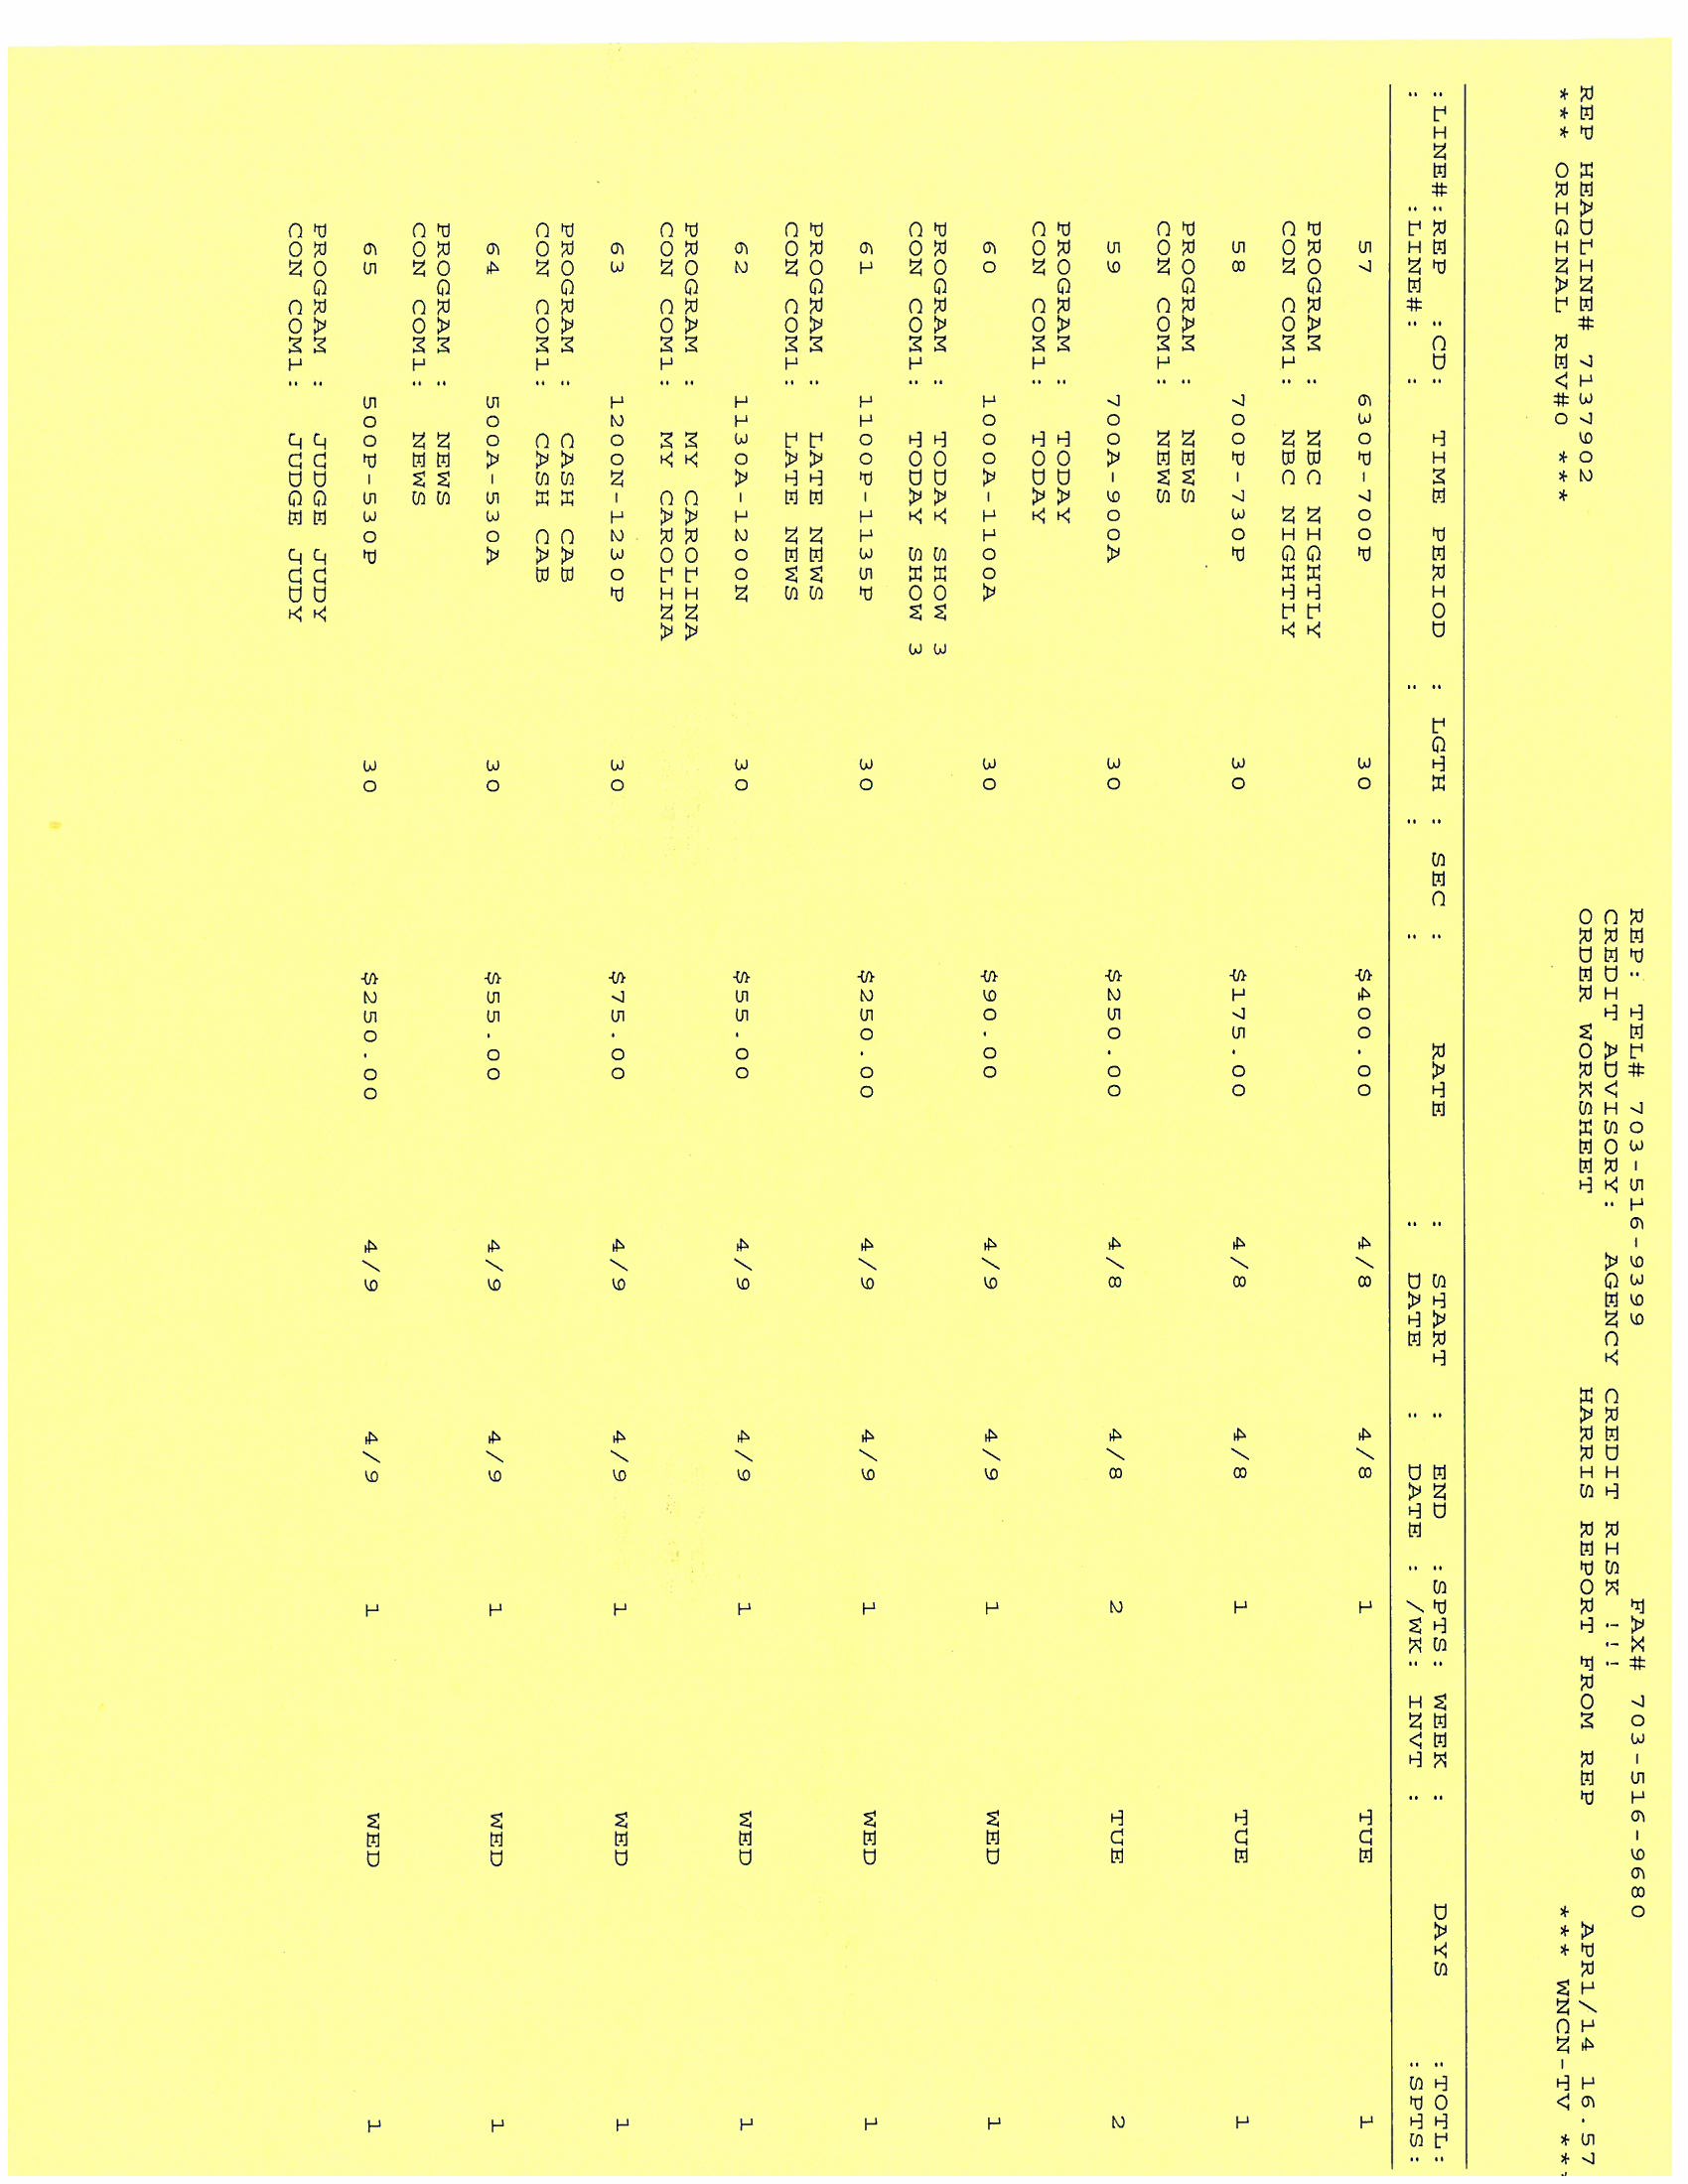 REP: TEL# 703-516-9399 FAX# 703-516-9680
CREDIT ADVISORY: AGENCY CREDIT RISK !!!
REP HEADLINE# 7137902 ORDER WORKSHEET HARRIS REPORT FROM REP APR1/14 16.57
*** ORIGINAL REV#0 *** *** WNCN-TV ***
:LINE#:REP :CD: TIME PERIOD : LGTH : SEC : RATE : START : END :SPTS: WEEK : DAYS :TOTL:
: :LINE#: : : : : DATE : DATE : /WK: INVT : :SPTS:
57 630P-700P 30 $400.00 4/8 4/8 1 TUE 1
PROGRAM : NBC NIGHTLY
CON COM1: NBC NIGHTLY
58 700P-730P 30 $175.00 4/8 4/8 1 TUE 1
PROGRAM : NEWS
CON COM1: NEWS
59 700A-900A 30 $250.00 4/8 4/8 2 TUE 2
PROGRAM : TODAY
CON COM1: TODAY
60 1000A-1100A 30 $90.00 4/9 4/9 1 WED 1
PROGRAM : TODAY SHOW 3
CON COM1: TODAY SHOW 3
61 1100P-1135P 30 $250.00 4/9 4/9 1 WED 1
PROGRAM : LATE NEWS
CON COM1: LATE NEWS
62 1130A-1200N 30 $55.00 4/9 4/9 1 WED 1
PROGRAM : MY CAROLINA
CON COM1: MY CAROLINA
63 1200N-1230P 30 $75.00 4/9 4/9 1 WED 1
PROGRAM : CASH CAB
CON COM1: CASH CAB
64 500A-530A 30 $55.00 4/9 4/9 1 WED 1
PROGRAM : NEWS
CON COM1: NEWS
65 500P-530P 30 $250.00 4/9 4/9 1 WED 1
PROGRAM : JUDGE JUDY
CON COM1: JUDGE JUDY